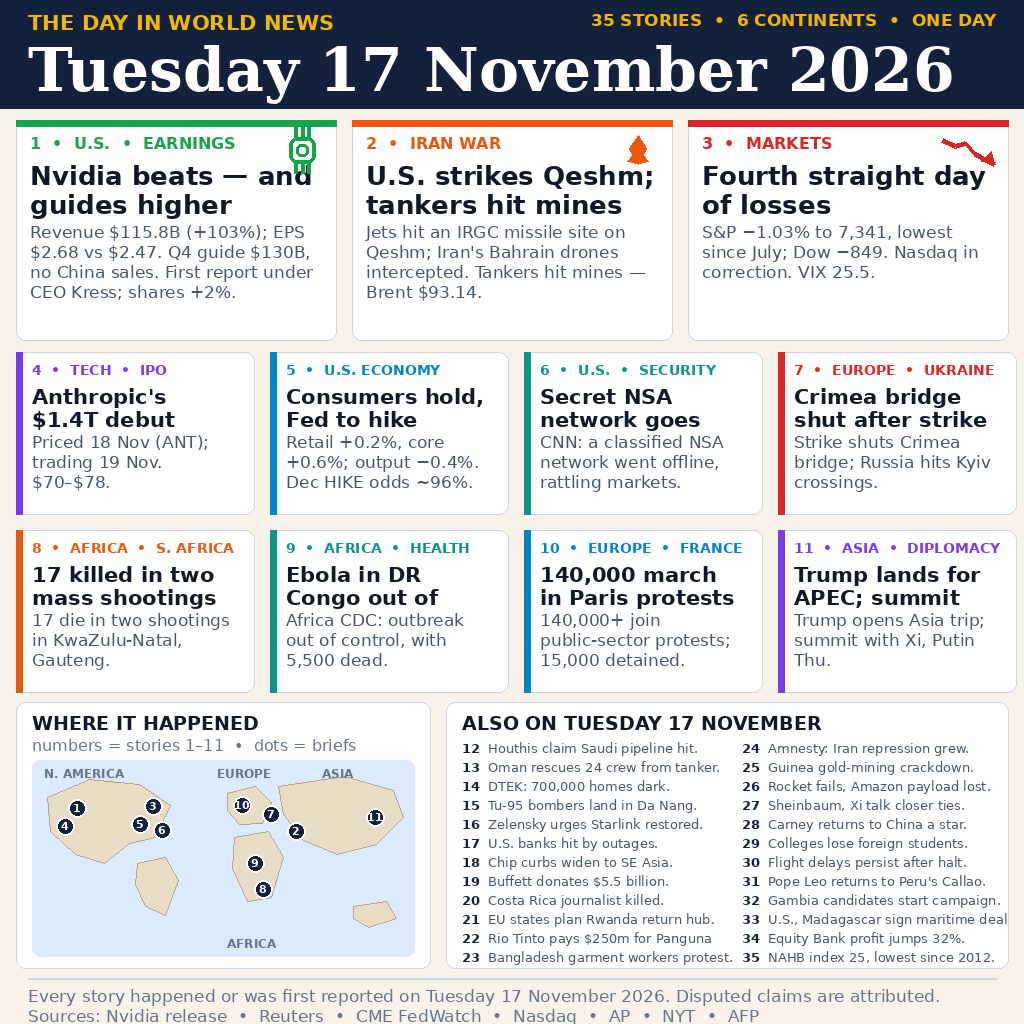 THE DAY IN WORLD NEWS
35 STORIES • 6 CONTINENTS • ONE DAY
Tuesday 17 November 2026
1 • U.S. • EARNINGS
Nvidia beats — and
guides higher
Revenue $115.8B (+103%); EPS
$2.68 vs $2.47. Q4 guide $130B,
no China sales. First report under
CEO Kress; shares +2%.
2 • IRAN WAR
U.S. strikes Qeshm;
tankers hit mines
Jets hit an IRGC missile site on
Qeshm; Iran's Bahrain drones
intercepted. Tankers hit mines —
Brent $93.14.
3 • MARKETS
Fourth straight day
of losses
S&P −1.03% to 7,341, lowest
since July; Dow −849. Nasdaq in
correction. VIX 25.5.
4 • TECH • IPO
Anthropic's
$1.4T debut
Priced 18 Nov (ANT);
trading 19 Nov.
$70–$78.
5 • U.S. ECONOMY
Consumers hold,
Fed to hike
Retail +0.2%, core
+0.6%; output −0.4%.
Dec HIKE odds ~96%.
6 • U.S. • SECURITY
Secret NSA
network goes
CNN: a classified NSA
network went offline,
rattling markets.
7 • EUROPE • UKRAINE
Crimea bridge
shut after strike
Strike shuts Crimea
bridge; Russia hits Kyiv
crossings.
8 • AFRICA • S. AFRICA
17 killed in two
mass shootings
17 die in two shootings
in KwaZulu-Natal,
Gauteng.
9 • AFRICA • HEALTH
Ebola in DR
Congo out of
Africa CDC: outbreak
out of control, with
5,500 dead.
10 • EUROPE • FRANCE
140,000 march
in Paris protests
140,000+ join
public-sector protests;
15,000 detained.
11 • ASIA • DIPLOMACY
Trump lands for
APEC; summit
Trump opens Asia trip;
summit with Xi, Putin
Thu.
WHERE IT HAPPENED
numbers = stories 1–11 • dots = briefs
N. AMERICA
EUROPE
ASIA
1
3
10
7
11
4
5
6
2
9
8
AFRICA
ALSO ON TUESDAY 17 NOVEMBER
12 Houthis claim Saudi pipeline hit.
13 Oman rescues 24 crew from tanker.
14 DTEK: 700,000 homes dark.
15 Tu-95 bombers land in Da Nang.
16 Zelensky urges Starlink restored.
17 U.S. banks hit by outages.
18 Chip curbs widen to SE Asia.
19 Buffett donates $5.5 billion.
20 Costa Rica journalist killed.
21 EU states plan Rwanda return hub.
22 Rio Tinto pays $250m for Panguna
23 Bangladesh garment workers protest.
24 Amnesty: Iran repression grew.
25 Guinea gold-mining crackdown.
26 Rocket fails, Amazon payload lost.
27 Sheinbaum, Xi talk closer ties.
28 Carney returns to China a star.
29 Colleges lose foreign students.
30 Flight delays persist after halt.
31 Pope Leo returns to Peru's Callao.
32 Gambia candidates start campaign.
33 U.S., Madagascar sign maritime deal
34 Equity Bank profit jumps 32%.
35 NAHB index 25, lowest since 2012.
Every story happened or was first reported on Tuesday 17 November 2026. Disputed claims are attributed.
Sources: Nvidia release • Reuters • CME FedWatch • Nasdaq • AP • NYT • AFP